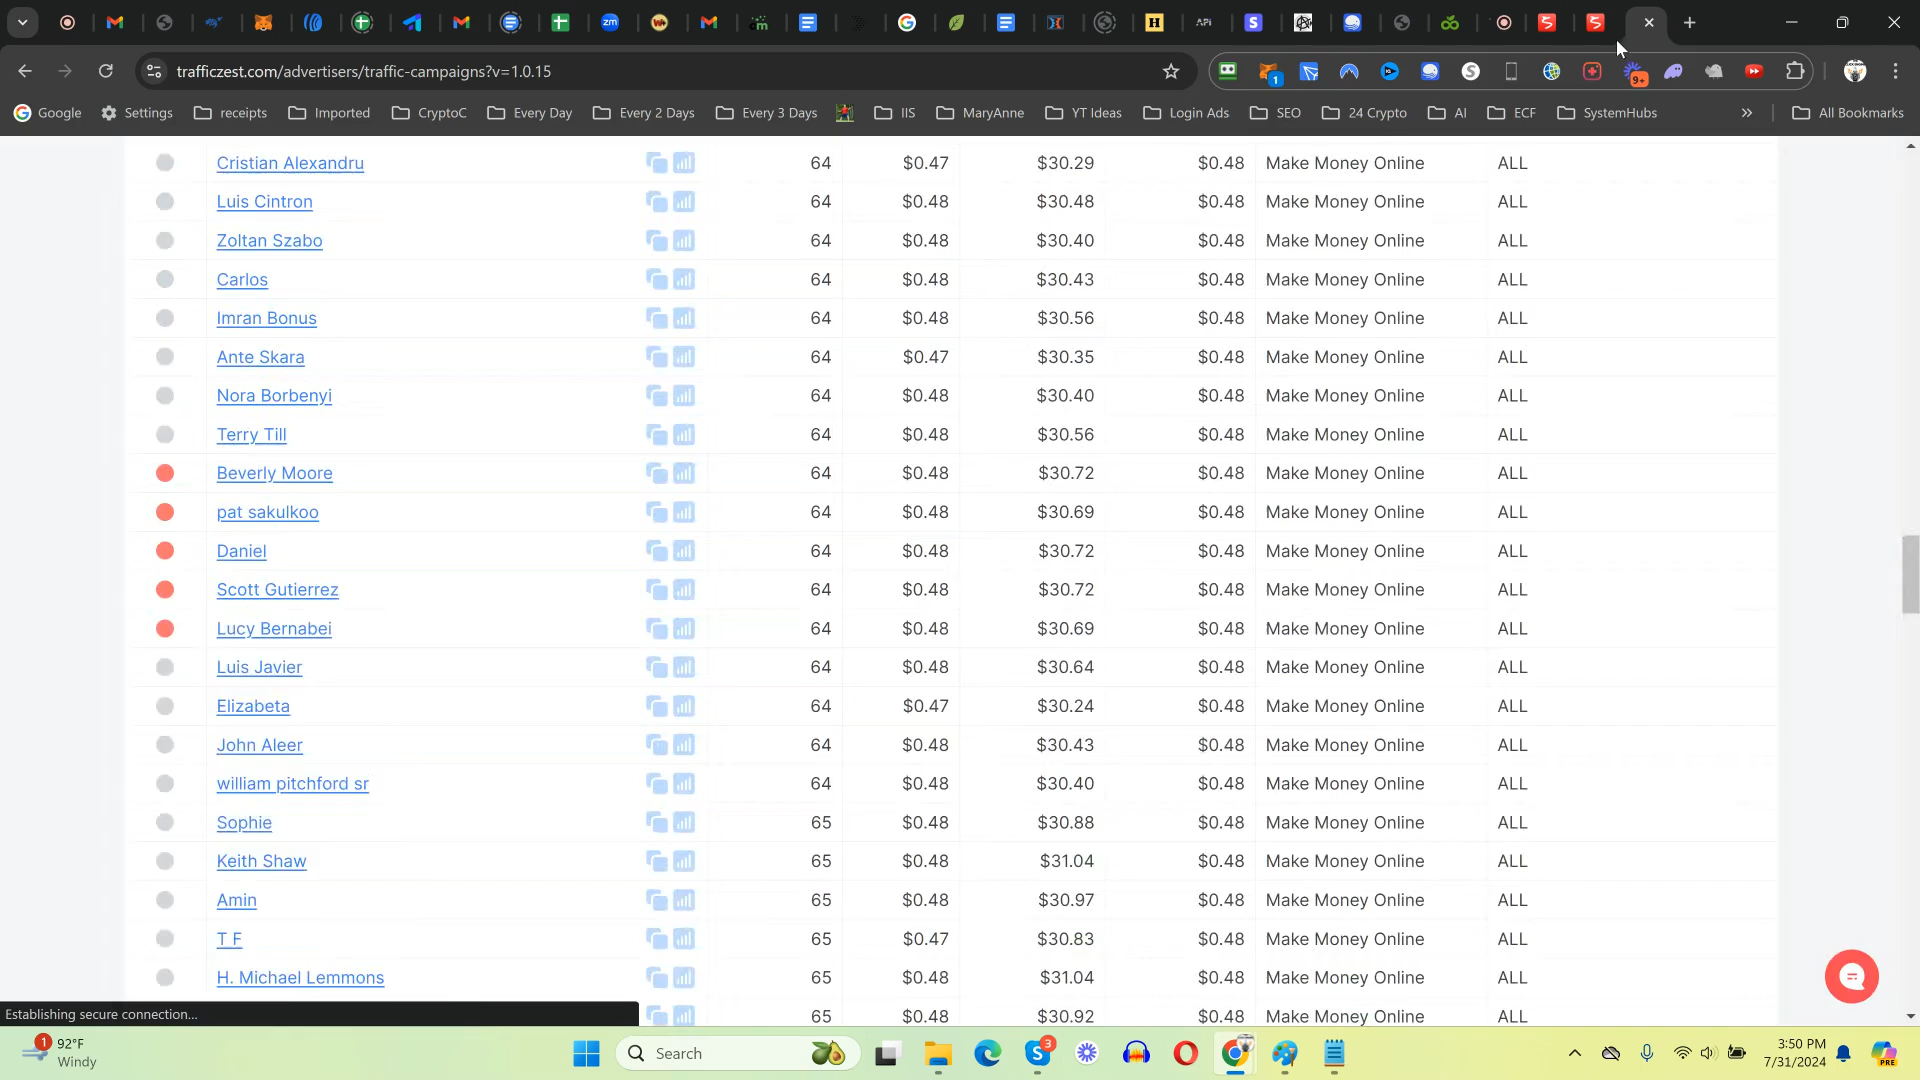 trafficzest.com/advertisers/traffic-campaigns?v=1.0.15
1
9+
Google
Settings
receipts
Imported
CryptoC
Every Day
Every 2 Days
Every 3 Days
IIS
MaryAnne
YT Ideas
Login Ads
SEO
24 Crypto
AI
ECF
SystemHubs
»
All Bookmarks
Cristian Alexandru 64 $0.47 $30.29 $0.48 Make Money Online ALL
Luis Cintron 64 $0.48 $30.48 $0.48 Make Money Online ALL
Zoltan Szabo 64 $0.48 $30.40 $0.48 Make Money Online ALL
Carlos 64 $0.48 $30.43 $0.48 Make Money Online ALL
Imran Bonus 64 $0.48 $30.56 $0.48 Make Money Online ALL
Ante Skara 64 $0.47 $30.35 $0.48 Make Money Online ALL
Nora Borbenyi 64 $0.48 $30.40 $0.48 Make Money Online ALL
Terry Till 64 $0.48 $30.56 $0.48 Make Money Online ALL
Beverly Moore 64 $0.48 $30.72 $0.48 Make Money Online ALL
pat sakulkoo 64 $0.48 $30.69 $0.48 Make Money Online ALL
Daniel 64 $0.48 $30.72 $0.48 Make Money Online ALL
Scott Gutierrez 64 $0.48 $30.72 $0.48 Make Money Online ALL
Lucy Bernabei 64 $0.48 $30.69 $0.48 Make Money Online ALL
Luis Javier 64 $0.48 $30.64 $0.48 Make Money Online ALL
Elizabeta 64 $0.47 $30.24 $0.48 Make Money Online ALL
John Aleer 64 $0.48 $30.43 $0.48 Make Money Online ALL
william pitchford sr 64 $0.48 $30.40 $0.48 Make Money Online ALL
Sophie 65 $0.48 $30.88 $0.48 Make Money Online ALL
Keith Shaw 65 $0.48 $31.04 $0.48 Make Money Online ALL
Amin 65 $0.48 $30.97 $0.48 Make Money Online ALL
T F 65 $0.47 $30.83 $0.48 Make Money Online ALL
H. Michael Lemmons 65 $0.48 $31.04 $0.48 Make Money Online ALL
65 $0.48 $30.92 $0.48 Make Money Online ALL
Establishing secure connection...
1
92°F
Windy
Search
3
3:50 PM
7/31/2024
PRE